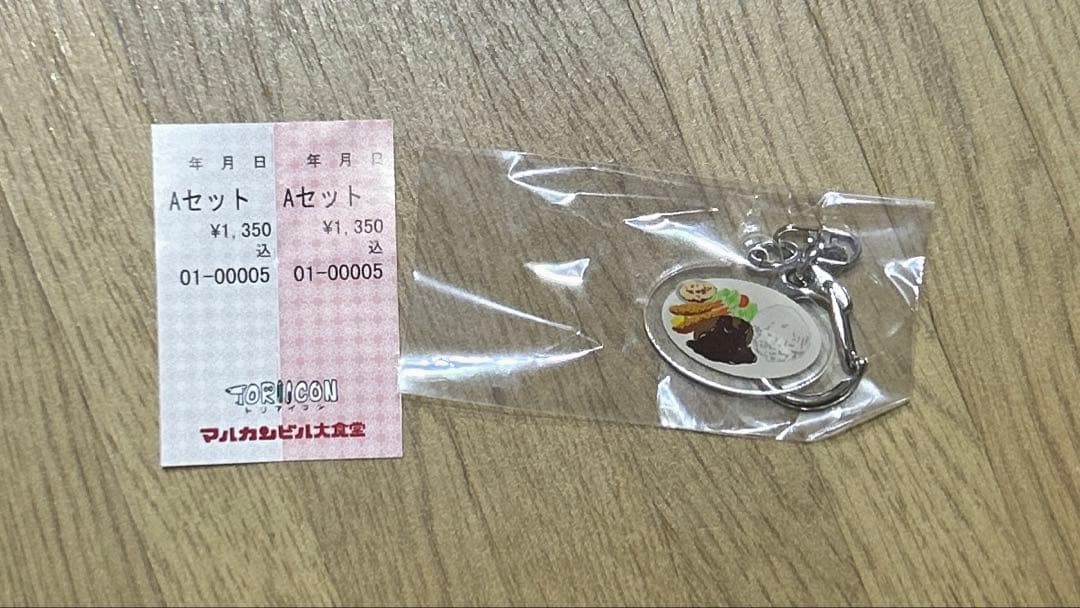 年 月 日
Aセット
¥1,350
込
01-00005
年 月 日
Aセット
¥1,350
込
01-00005
TORIICON
トリアイコン
マルカンビル大食堂